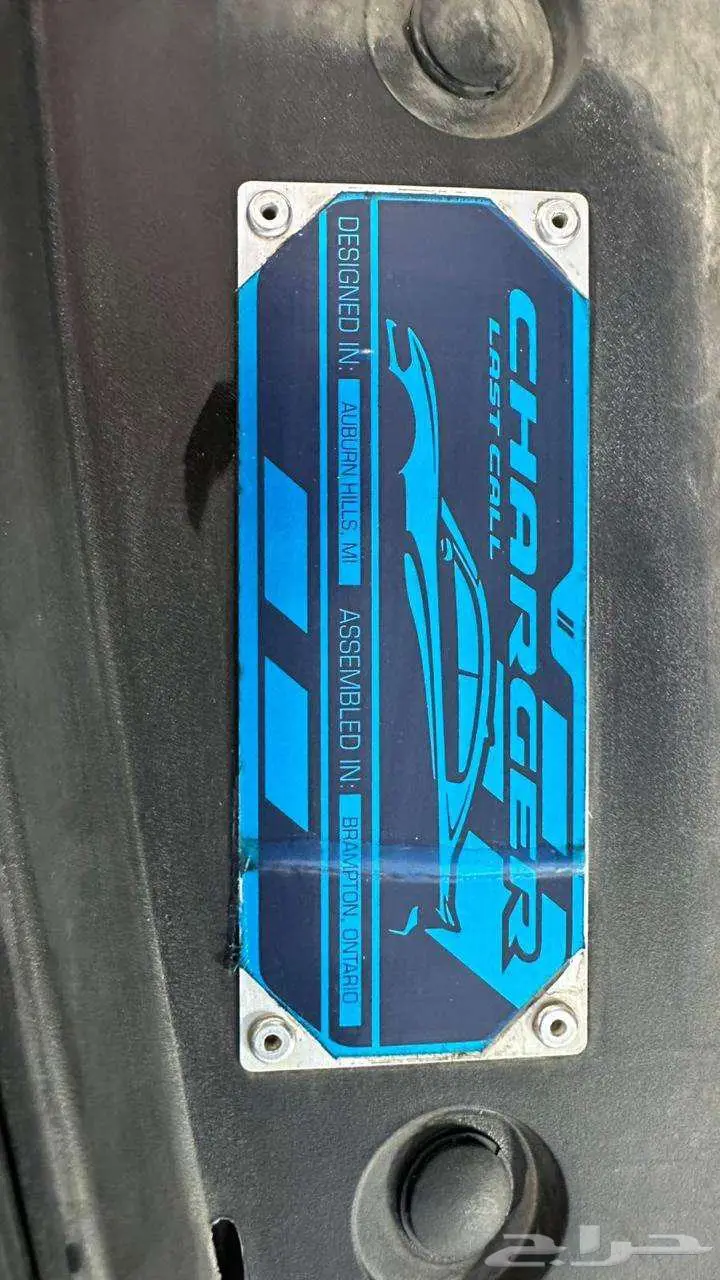 CHARGER
LAST CALL
DESIGNED IN: AUBURN HILLS, MI ASSEMBLED IN: BRAMPTON, ONTARIO
حراج